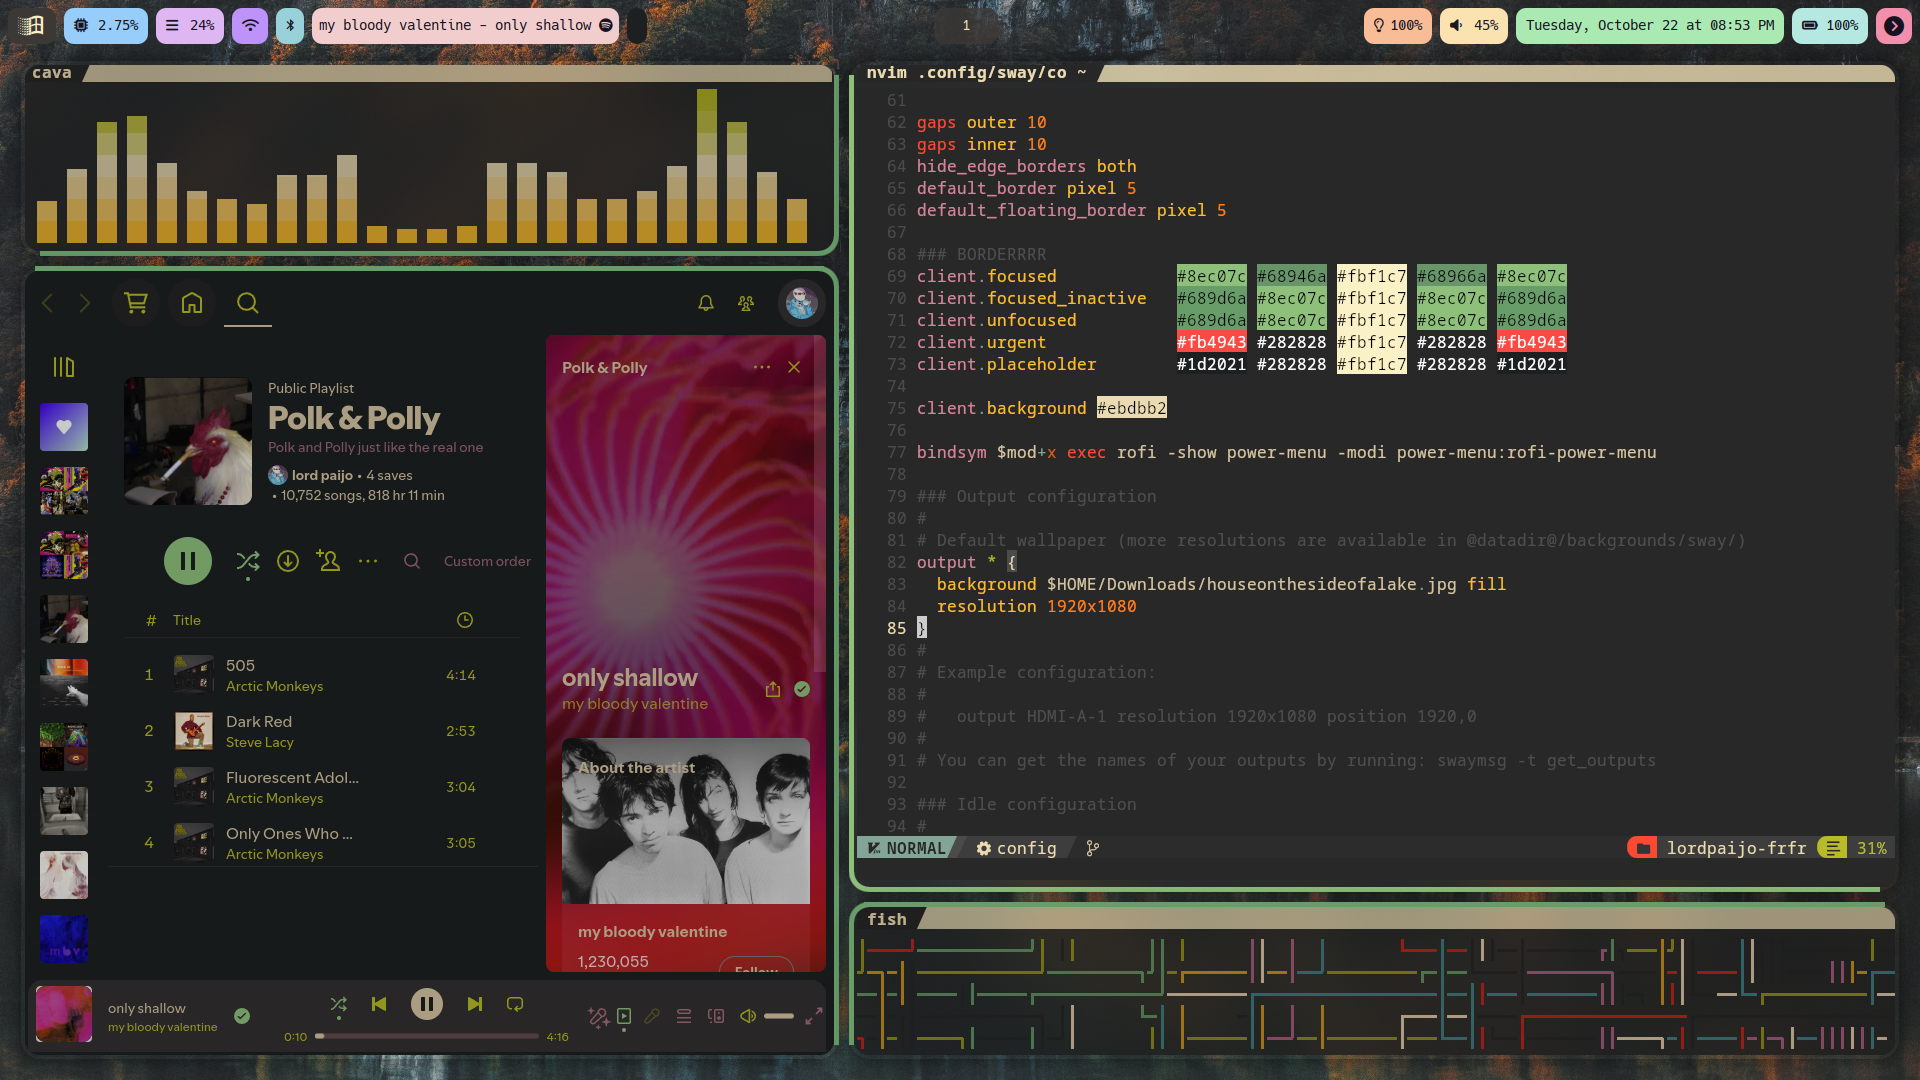 2.75%
24%
my bloody valentine - only shallow
1
100%
45%
Tuesday, October 22 at 08:53 PM
100%
cava
Public Playlist
Polk & Polly
Polk and Polly just like the real one
lord paijo • 4 saves
• 10,752 songs, 818 hr 11 min
Custom order
# Title
1 505 4:14
Arctic Monkeys
2 Dark Red 2:53
Steve Lacy
3 Fluorescent Adol... 3:04
Arctic Monkeys
4 Only Ones Who ... 3:05
Arctic Monkeys
mbv
Polk & Polly
only shallow
my bloody valentine
About the artist
my bloody valentine
1,230,055
Follow
only shallow
my bloody valentine
0:10
4:16
nvim .config/sway/co ~
61
62 gaps outer 10
63 gaps inner 10
64 hide_edge_borders both
65 default_border pixel 5
66 default_floating_border pixel 5
67
68 ### BORDERRRR
69 client.focused #8ec07c #68946a #fbf1c7 #68966a #8ec07c
70 client.focused_inactive #689d6a #8ec07c #fbf1c7 #8ec07c #689d6a
71 client.unfocused #689d6a #8ec07c #fbf1c7 #8ec07c #689d6a
72 client.urgent #fb4943 #282828 #fbf1c7 #282828 #fb4943
73 client.placeholder #1d2021 #282828 #fbf1c7 #282828 #1d2021
74
75 client.background #ebdbb2
76
77 bindsym $mod+x exec rofi -show power-menu -modi power-menu:rofi-power-menu
78
79 ### Output configuration
80 #
81 # Default wallpaper (more resolutions are available in @datadir@/backgrounds/sway/)
82 output * {
83 background $HOME/Downloads/houseonthesideofalake.jpg fill
84 resolution 1920x1080
85 }
86 #
87 # Example configuration:
88 #
89 # output HDMI-A-1 resolution 1920x1080 position 1920,0
90 #
91 # You can get the names of your outputs by running: swaymsg -t get_outputs
92
93 ### Idle configuration
94 #
NORMAL config lordpaijo-frfr 31%
fish